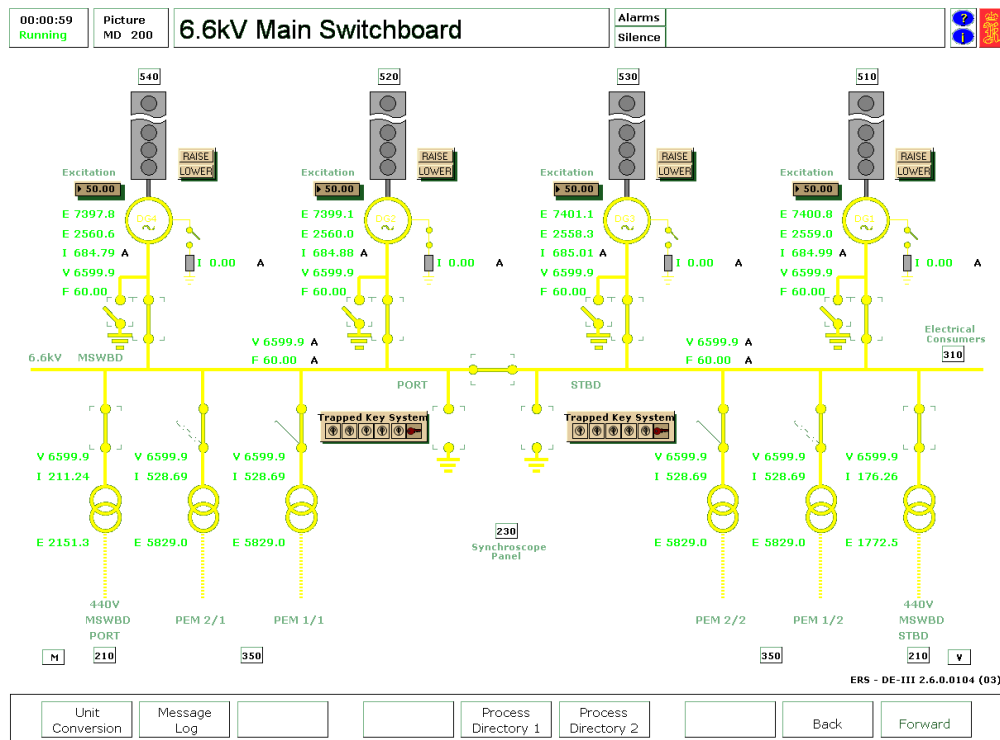 00:00:59
Running
Picture
MD 200
6.6kV Main Switchboard
Alarms
Silence
?
i
540
520
530
510
RAISE
LOWER
RAISE
LOWER
RAISE
LOWER
RAISE
LOWER
Excitation
Excitation
Excitation
Excitation
50.00
50.00
50.00
50.00
DG4
DG2
DG3
DG1
E 7397.8
E 2560.6
I 684.79 A
V 6599.9
F 60.00
I 0.00 A
E 7399.1
E 2560.0
I 684.88 A
V 6599.9
F 60.00
I 0.00 A
E 7401.1
E 2558.3
I 685.01 A
V 6599.9
F 60.00
I 0.00 A
E 7400.8
E 2559.0
I 684.99 A
V 6599.9
F 60.00
I 0.00 A
V 6599.9 A
F 60.00 A
V 6599.9 A
F 60.00 A
Electrical
Consumers
310
6.6kV MSWBD
PORT
STBD
Trapped Key System
Trapped Key System
V 6599.9
I 211.24
V 6599.9
I 528.69
V 6599.9
I 528.69
V 6599.9
I 528.69
V 6599.9
I 528.69
V 6599.9
I 176.26
E 2151.3
E 5829.0
E 5829.0
E 5829.0
E 5829.0
E 1772.5
230
Synchroscope
Panel
440V
MSWBD
PORT
PEM 2/1
PEM 1/1
PEM 2/2
PEM 1/2
440V
MSWBD
STBD
M
210
350
350
210
V
ERS - DE-III 2.6.0.0104 (03)
Unit
Conversion
Message
Log
Process
Directory 1
Process
Directory 2
Back
Forward